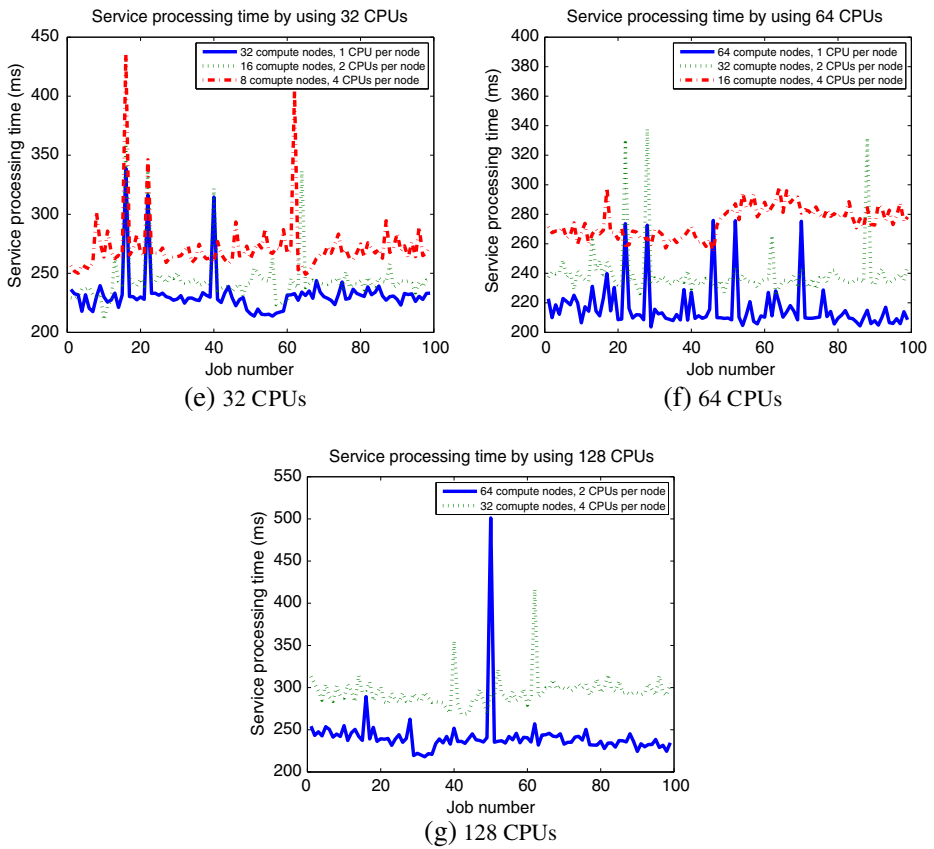 Service processing time by using 32 CPUs
450
400
350
300
250
200
Service processing time (ms)
32 compute nodes, 1 CPU per node
16 comupte nodes, 2 CPUs per node
8 comupte nodes, 4 CPUs per node
0 20 40 60 80 100
Job number
(e) 32 CPUs
Service processing time by using 64 CPUs
400
380
360
340
320
300
280
260
240
220
200
Service processing time (ms)
64 compute nodes, 1 CPU per node
32 comupte nodes, 2 CPUs per node
16 comupte nodes, 4 CPUs per node
0 20 40 60 80 100
Job number
(f) 64 CPUs
Service processing time by using 128 CPUs
550
500
450
400
350
300
250
200
Service processing time (ms)
64 compute nodes, 2 CPUs per node
32 comupte nodes, 4 CPUs per node
0 20 40 60 80 100
Job number
(g) 128 CPUs